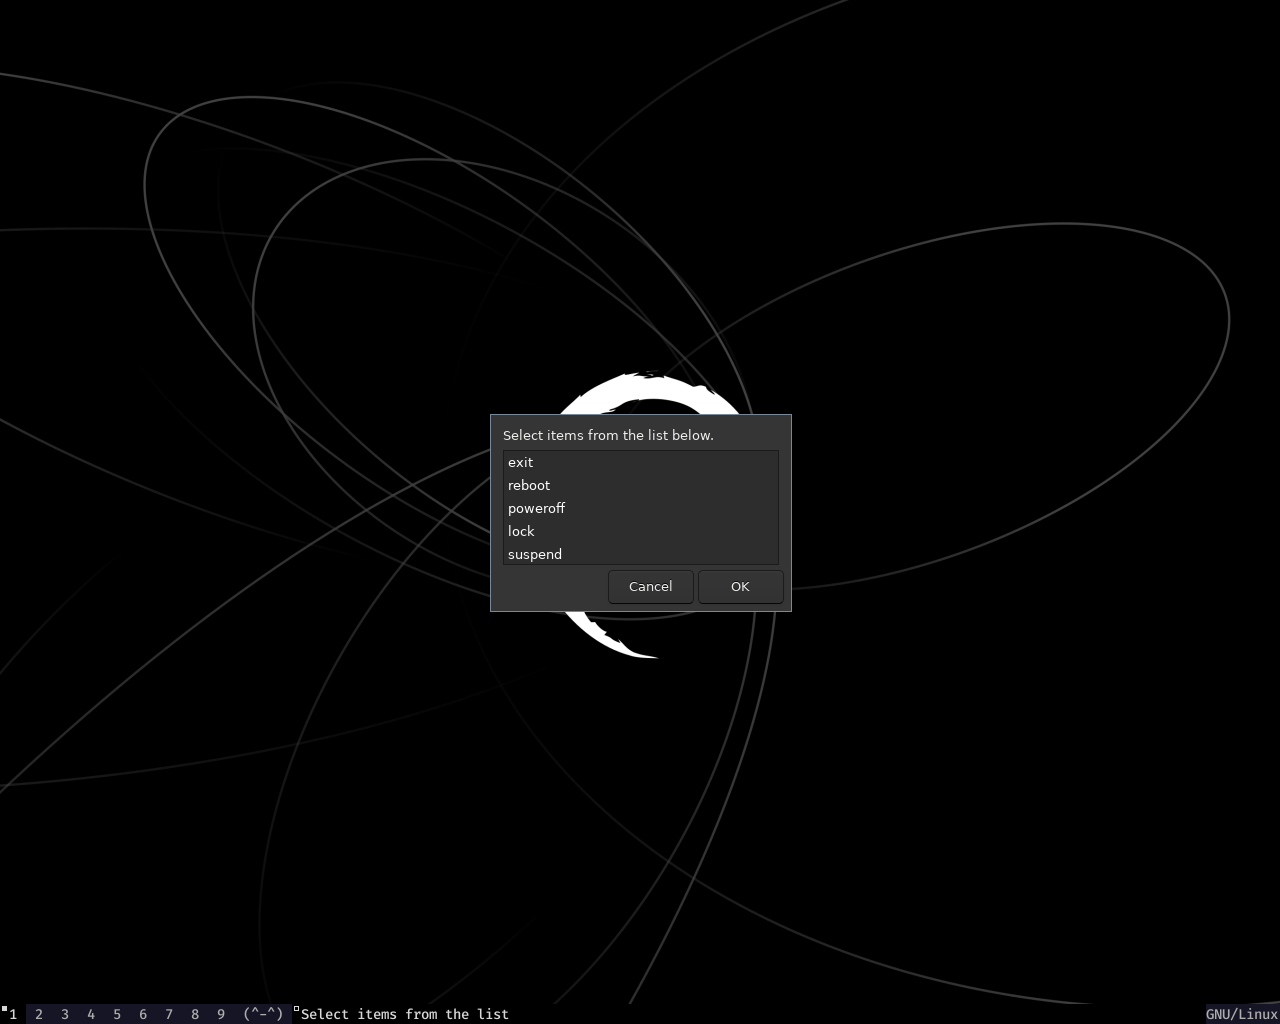 Select items from the list below.
exit
reboot
poweroff
lock
suspend
Cancel OK
1 2 3 4 5 6 7 8 9 (^-^) Select items from the list GNU/Linux